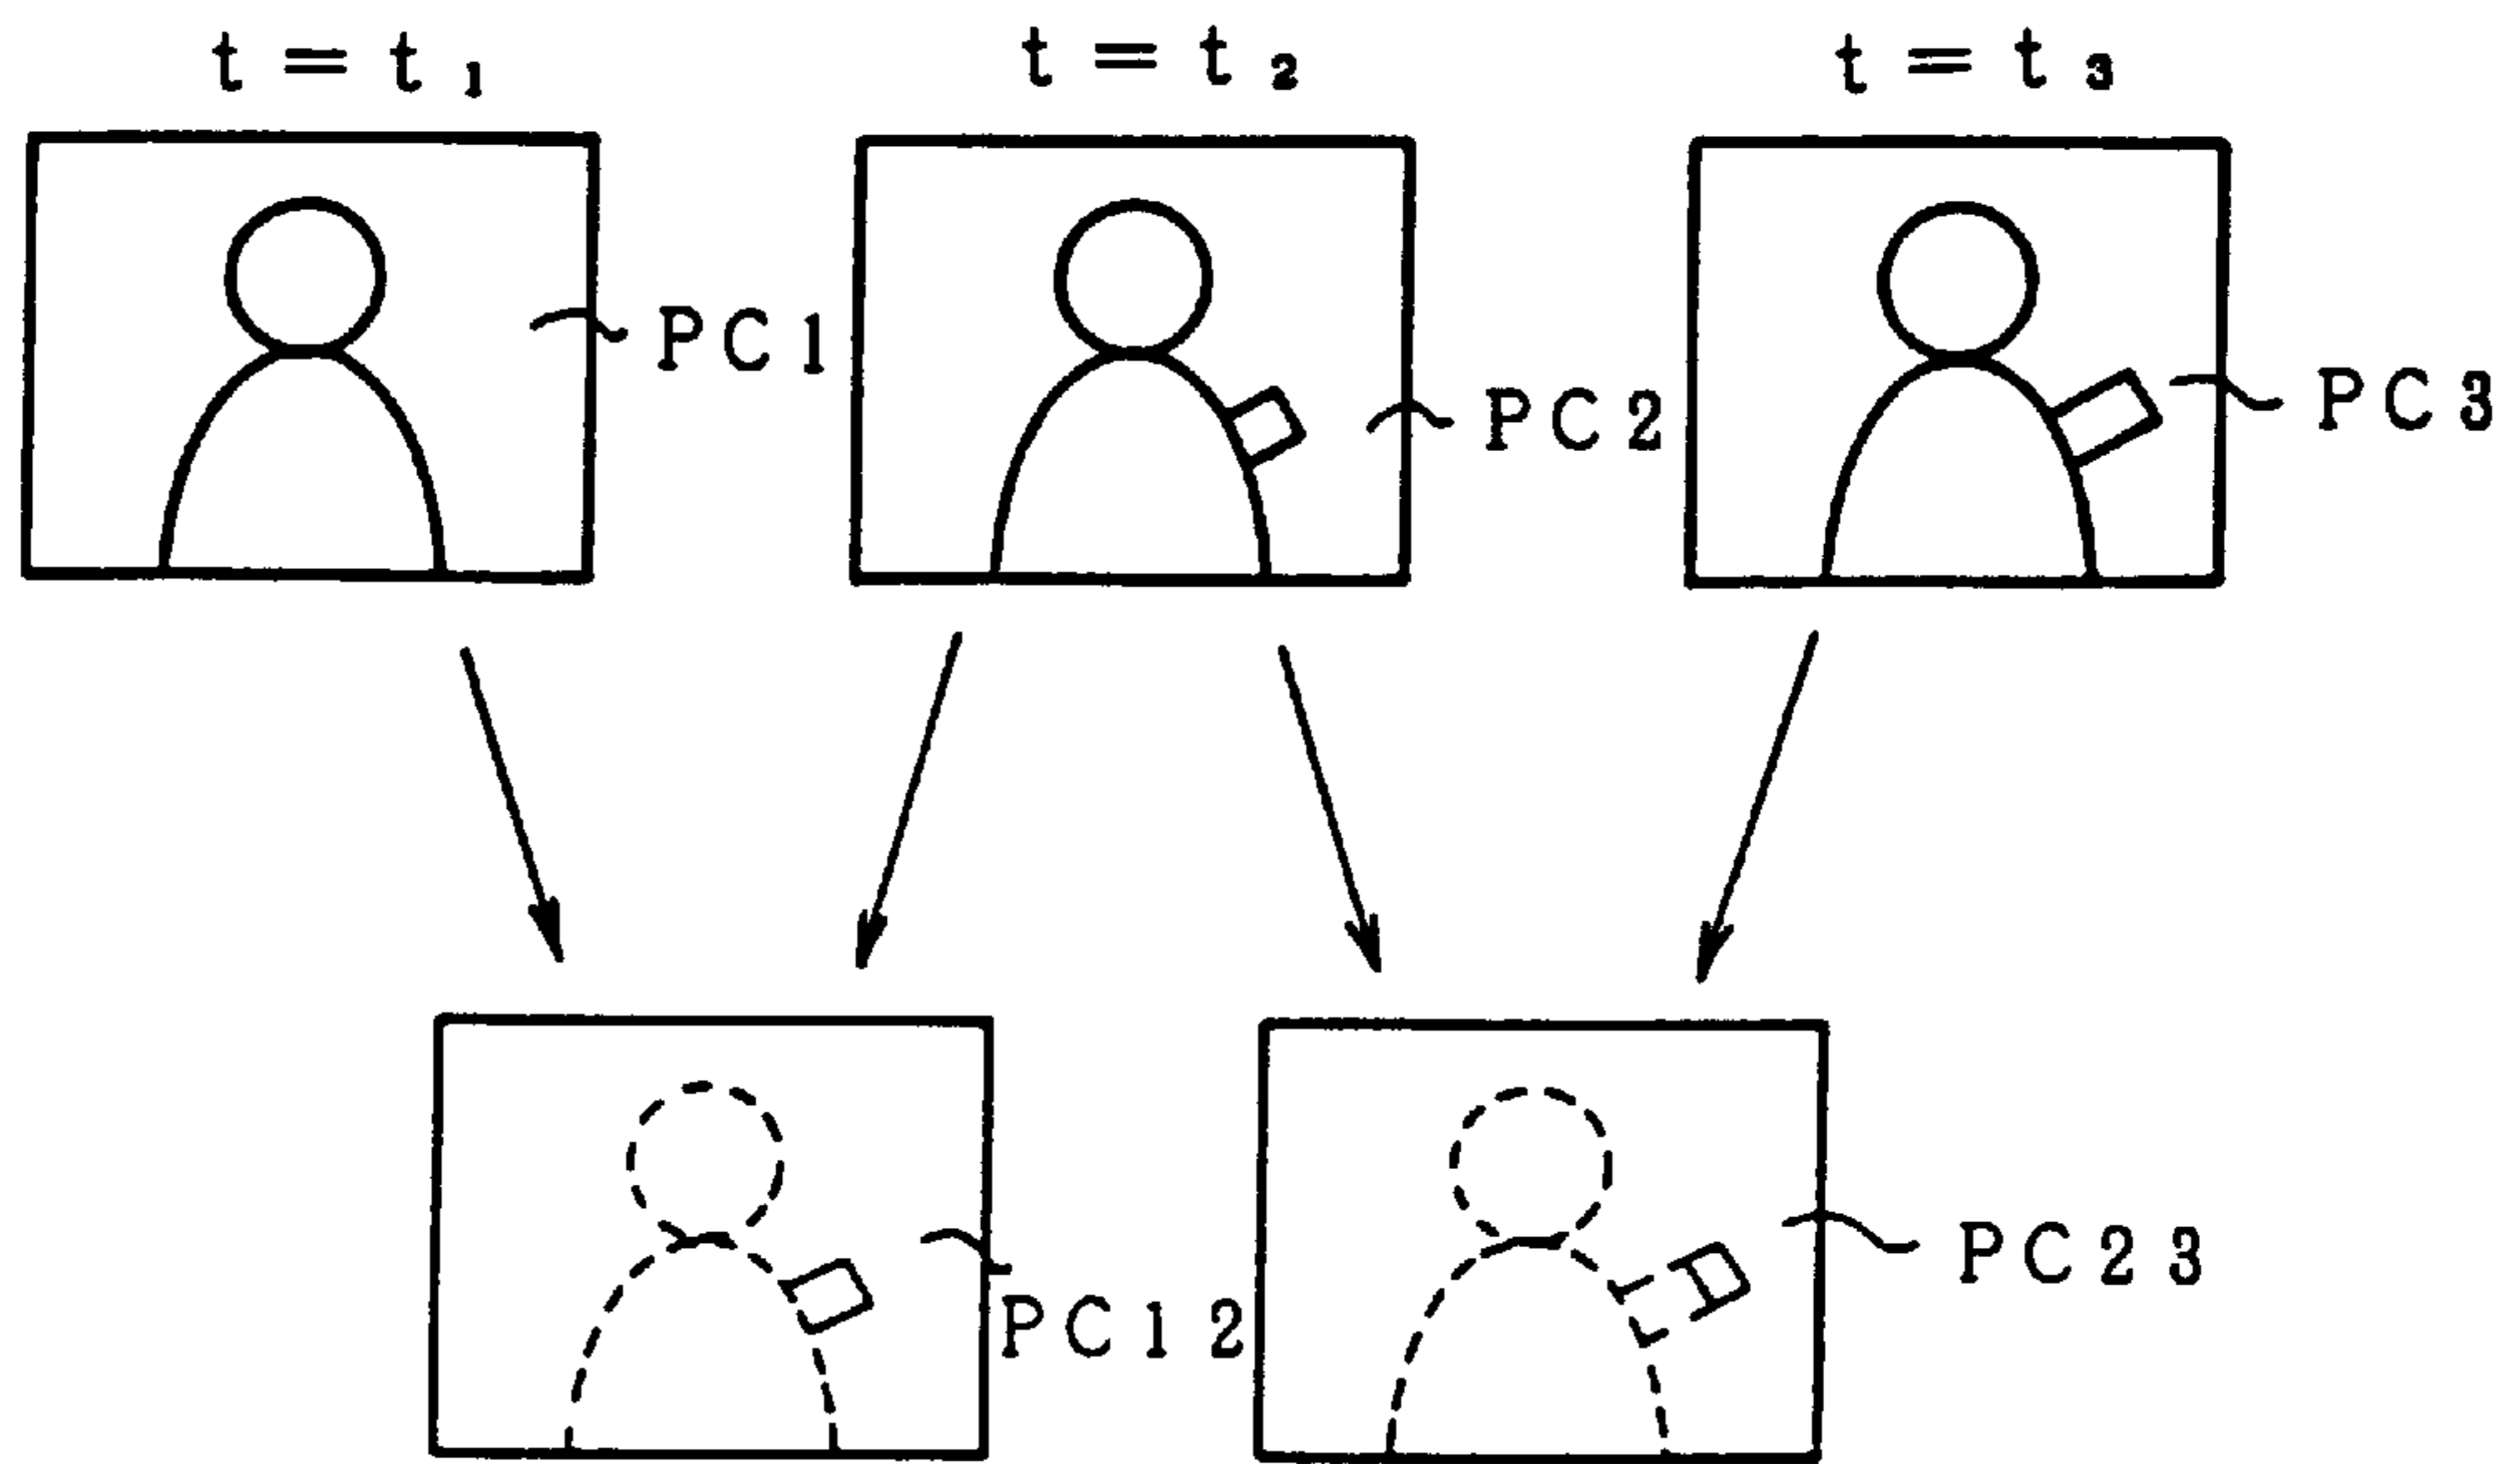 t = t₁
t = t₂
t = t₃
PC1
PC2
PC3
PC12
PC23